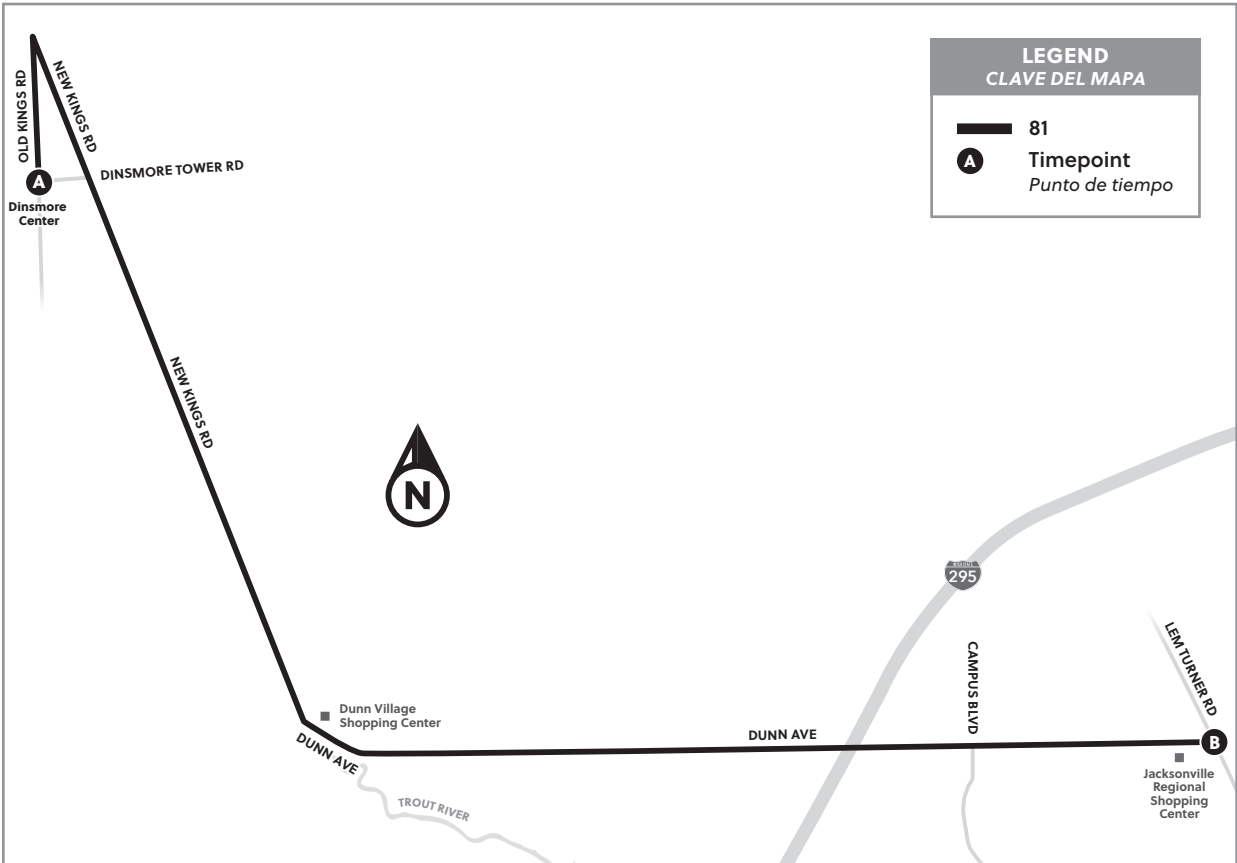 LEGEND
CLAVE DEL MAPA
81
A
Timepoint
Punto de tiempo
OLD KINGS RD
NEW KINGS RD
DINSMORE TOWER RD
A
Dinsmore
Center
NEW KINGS RD
N
295
CAMPUS BLVD
LEM TURNER RD
Dunn Village
Shopping Center
DUNN AVE
DUNN AVE
B
TROUT RIVER
Jacksonville
Regional
Shopping
Center